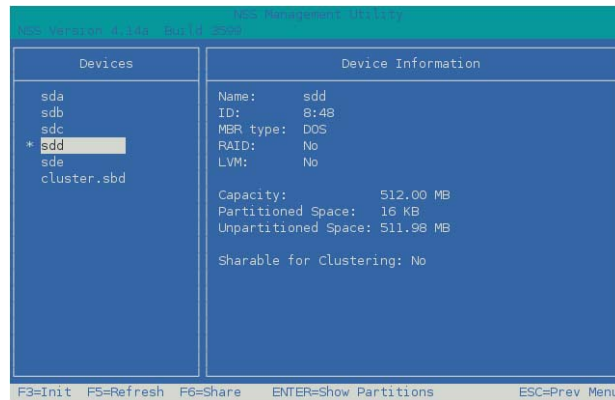 NSS Management Utility
NSS Version 4.14a Build 3599
Devices
sda
sdb
sdc
* sdd
sde
cluster.sbd
Device Information
Name: sdd
ID: 8:48
MBR type: DOS
RAID: No
LVM: No
Capacity: 512.00 MB
Partitioned Space: 16 KB
Unpartitioned Space: 511.98 MB
Sharable for Clustering: No
F3=Init F5=Refresh F6=Share ENTER=Show Partitions ESC=Prev Menu